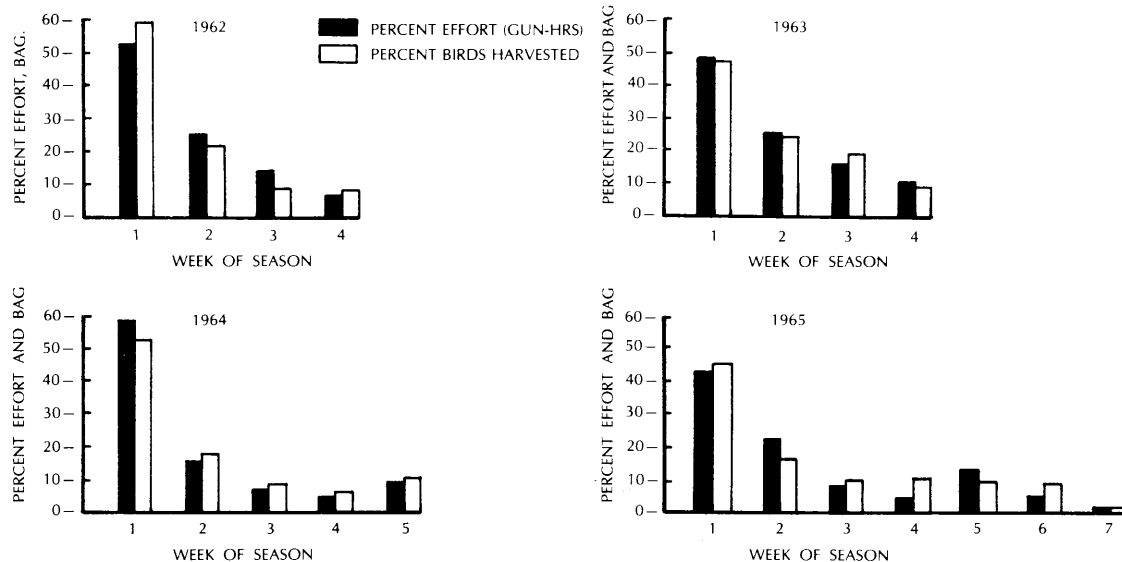 1962
PERCENT EFFORT (GUN-HRS)
PERCENT BIRDS HARVESTED
PERCENT EFFORT, BAG.
60
50
40
30
20
10
0
1 2 3 4
WEEK OF SEASON
1963
PERCENT EFFORT AND BAG
60
50
40
30
20
10
0
1 2 3 4
WEEK OF SEASON
1964
PERCENT EFFORT AND BAG
60
50
40
30
20
10
0
1 2 3 4 5
WEEK OF SEASON
1965
PERCENT EFFORT AND BAG
60
50
40
30
20
10
0
1 2 3 4 5 6 7
WEEK OF SEASON